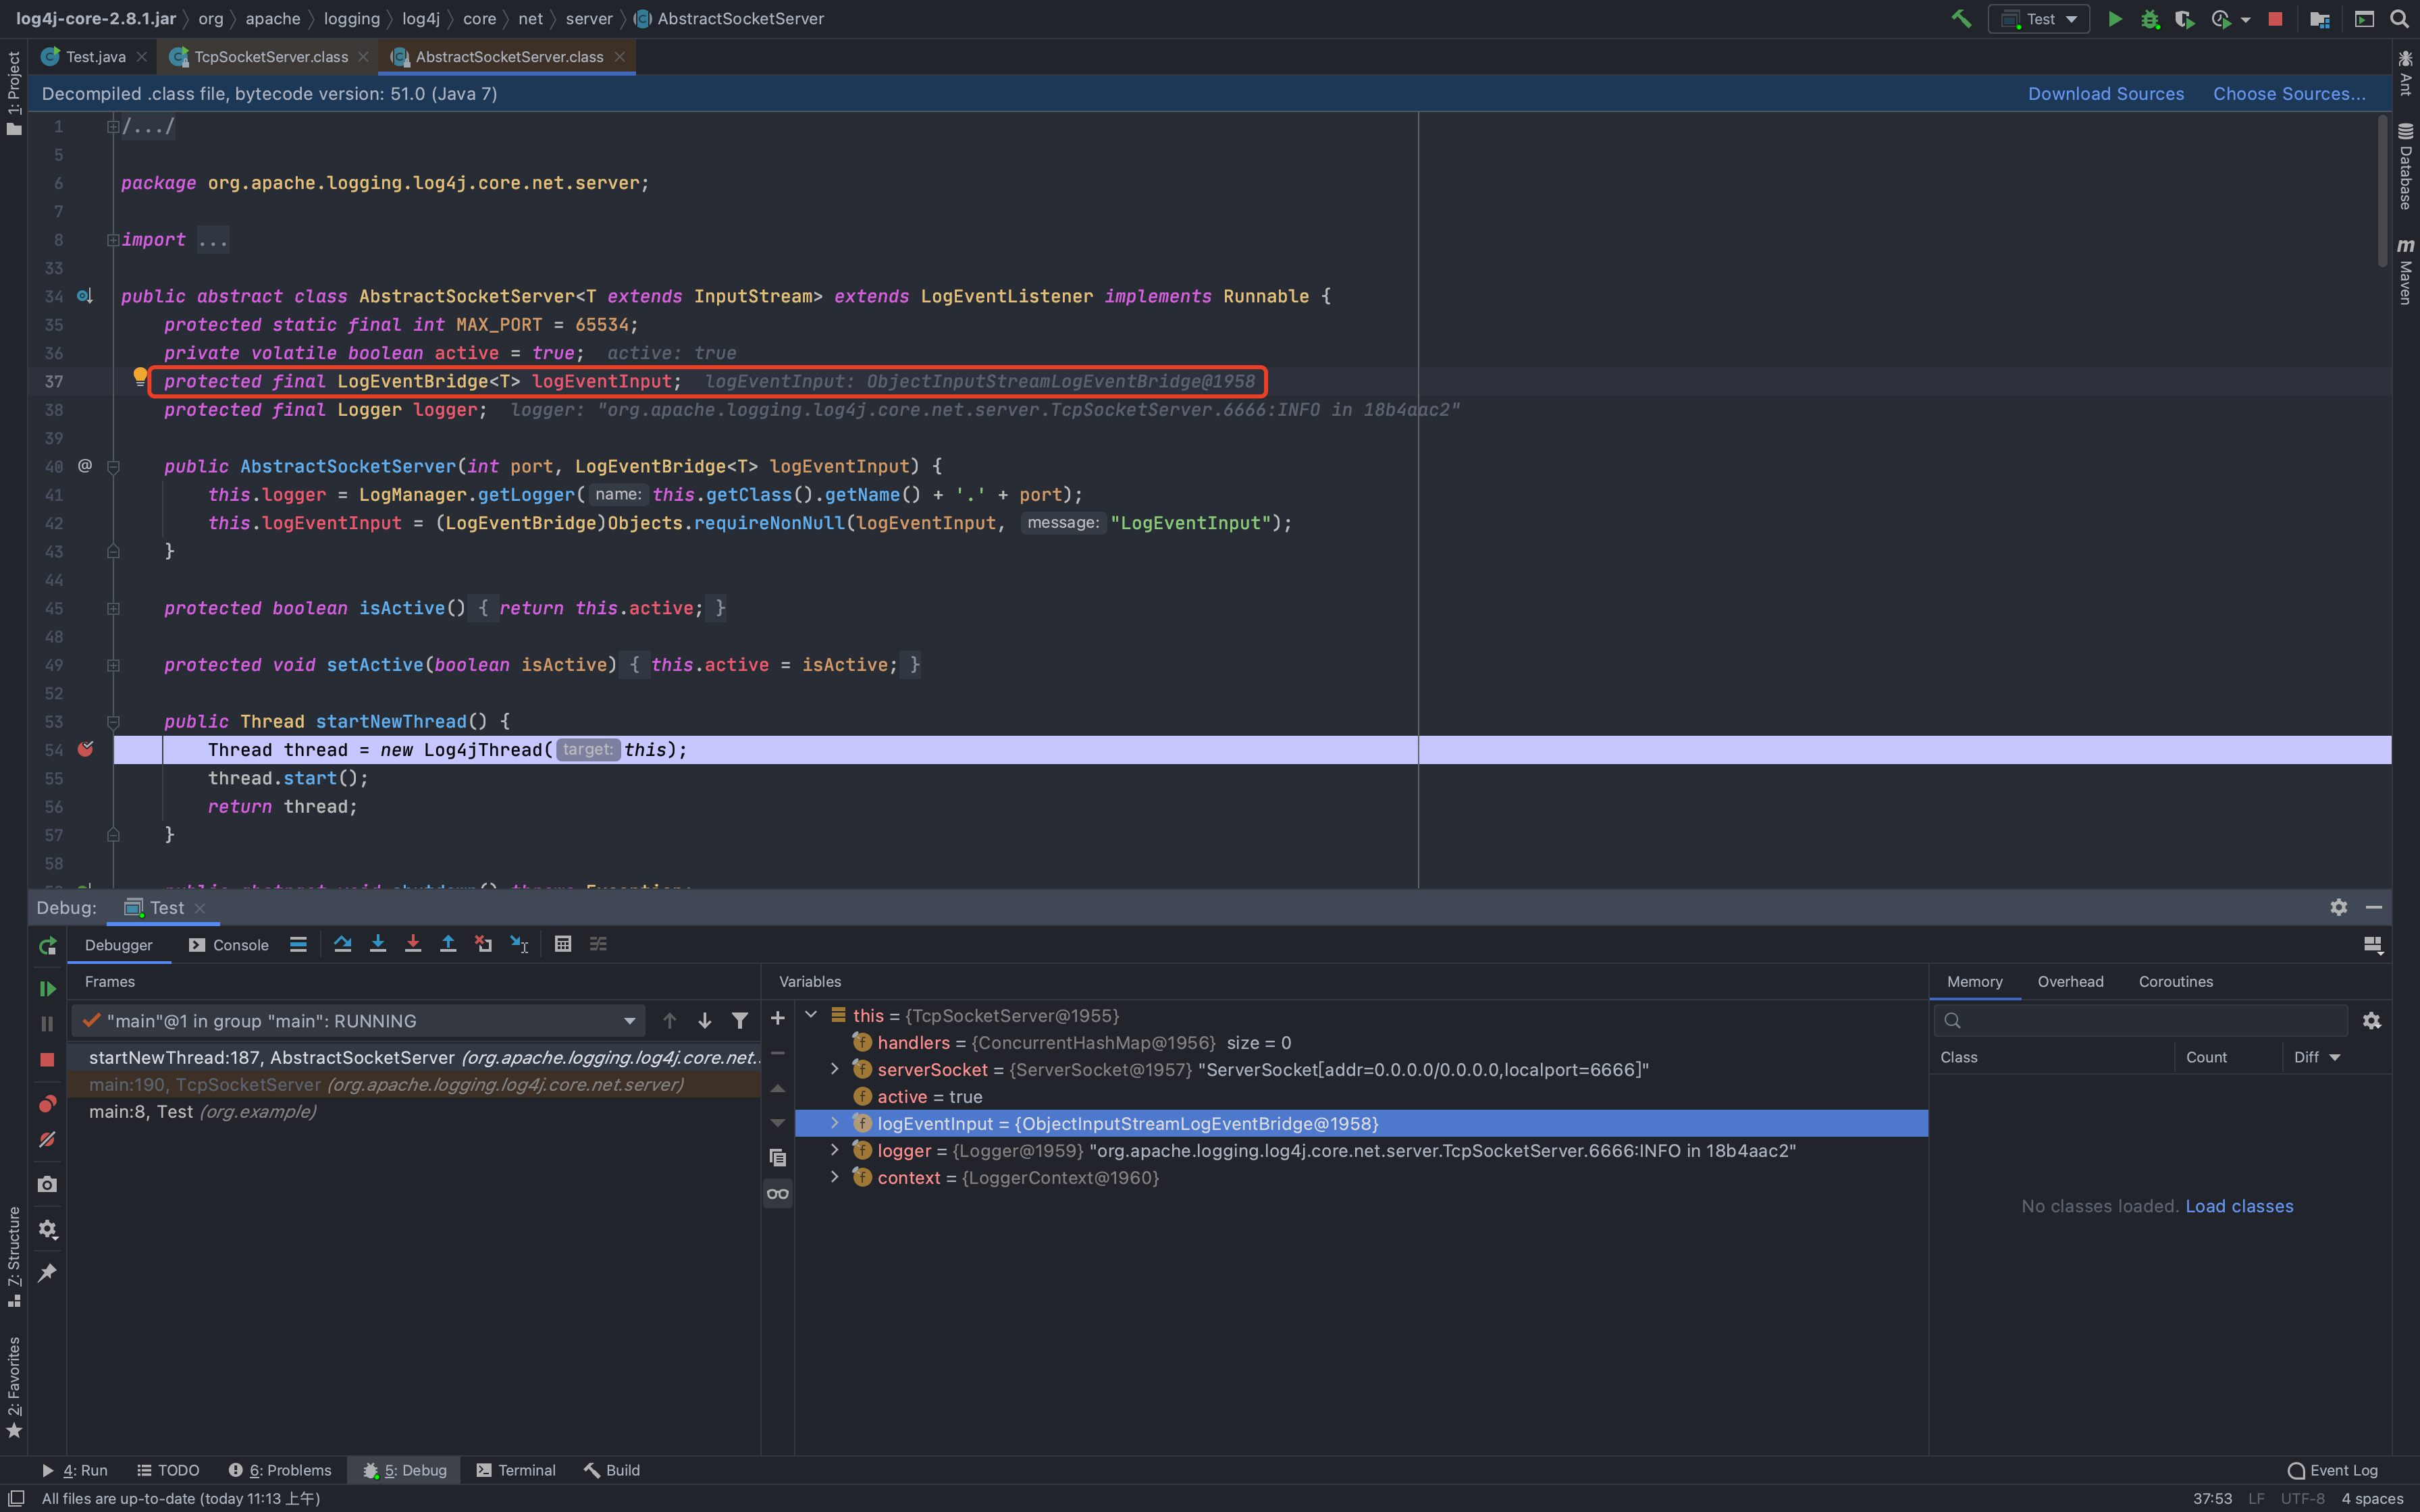 log4j-core-2.8.1.jar org apache logging log4j core net server AbstractSocketServer Test
Test.java TcpSocketServer.class AbstractSocketServer.class
Decompiled .class file, bytecode version: 51.0 (Java 7) Download Sources Choose Sources...
1: Project
Ant
Database
m Maven
1 /.../
5
6 package org.apache.logging.log4j.core.net.server;
7
8 import ...
33
34 public abstract class AbstractSocketServer<T extends InputStream> extends LogEventListener implements Runnable {
35 protected static final int MAX_PORT = 65534;
36 private volatile boolean active = true; active: true
37 protected final LogEventBridge<T> logEventInput; logEventInput: ObjectInputStreamLogEventBridge@1958
38 protected final Logger logger; logger: "org.apache.logging.log4j.core.net.server.TcpSocketServer.6666:INFO in 18b4aac2"
39
40 @ public AbstractSocketServer(int port, LogEventBridge<T> logEventInput) {
41 this.logger = LogManager.getLogger( name: this.getClass().getName() + '.' + port);
42 this.logEventInput = (LogEventBridge)Objects.requireNonNull(logEventInput, message: "LogEventInput");
43 }
44
45 protected boolean isActive() { return this.active; }
48
49 protected void setActive(boolean isActive) { this.active = isActive; }
52
53 public Thread startNewThread() {
54 Thread thread = new Log4jThread( target: this);
55 thread.start();
56 return thread;
57 }
58
Debug: Test
Debugger Console
Frames
"main"@1 in group "main": RUNNING
startNewThread:187, AbstractSocketServer (org.apache.logging.log4j.core.net.
main:190, TcpSocketServer (org.apache.logging.log4j.core.net.server)
main:8, Test (org.example)
Variables
this = {TcpSocketServer@1955}
handlers = {ConcurrentHashMap@1956} size = 0
serverSocket = {ServerSocket@1957} "ServerSocket[addr=0.0.0.0/0.0.0.0,localport=6666]"
active = true
logEventInput = {ObjectInputStreamLogEventBridge@1958}
logger = {Logger@1959} "org.apache.logging.log4j.core.net.server.TcpSocketServer.6666:INFO in 18b4aac2"
context = {LoggerContext@1960}
Memory Overhead Coroutines
Class Count Diff
No classes loaded. Load classes
7: Structure
2: Favorites
4: Run TODO 6: Problems 5: Debug Terminal Build Event Log
All files are up-to-date (today 11:13 上午) 37:53 LF UTF-8 4 spaces